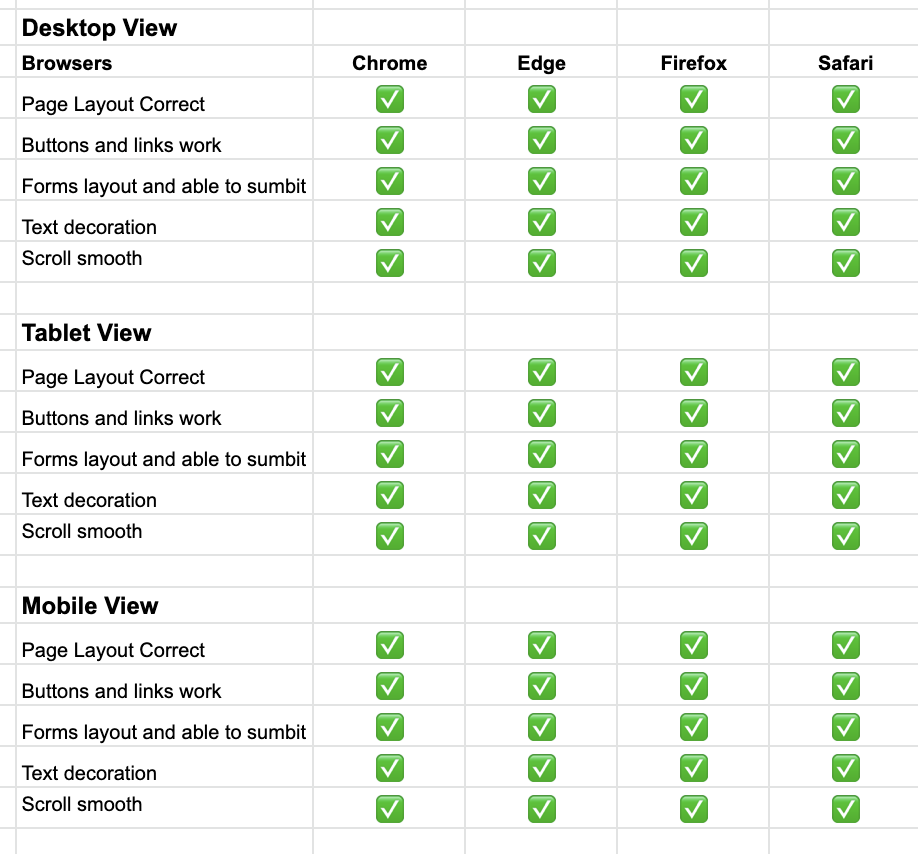 Desktop View
Browsers Chrome Edge Firefox Safari
Page Layout Correct ✅ ✅ ✅ ✅
Buttons and links work ✅ ✅ ✅ ✅
Forms layout and able to sumbit ✅ ✅ ✅ ✅
Text decoration ✅ ✅ ✅ ✅
Scroll smooth ✅ ✅ ✅ ✅
Tablet View
Page Layout Correct ✅ ✅ ✅ ✅
Buttons and links work ✅ ✅ ✅ ✅
Forms layout and able to sumbit ✅ ✅ ✅ ✅
Text decoration ✅ ✅ ✅ ✅
Scroll smooth ✅ ✅ ✅ ✅
Mobile View
Page Layout Correct ✅ ✅ ✅ ✅
Buttons and links work ✅ ✅ ✅ ✅
Forms layout and able to sumbit ✅ ✅ ✅ ✅
Text decoration ✅ ✅ ✅ ✅
Scroll smooth ✅ ✅ ✅ ✅